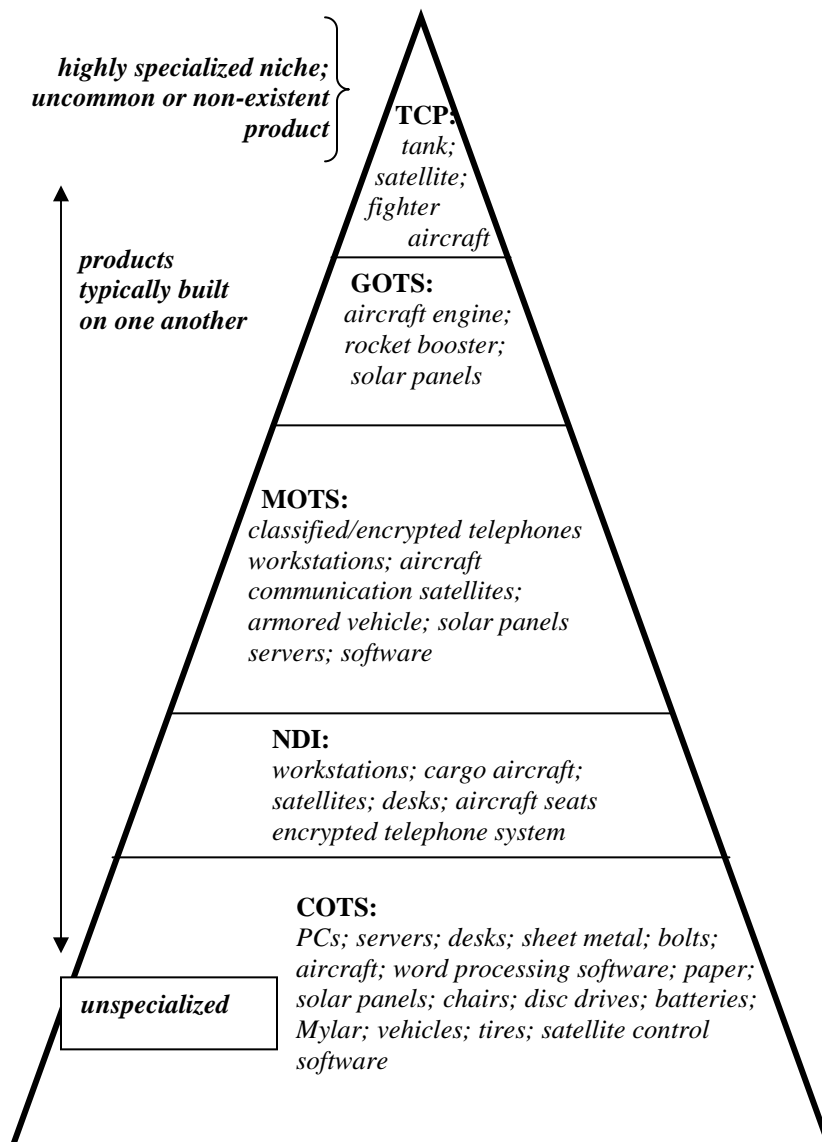 highly specialized niche;
uncommon or non-existent
product
TCP:
tank;
satellite;
fighter
aircraft
products
typically built
on one another
GOTS:
aircraft engine;
rocket booster;
solar panels
MOTS:
classified/encrypted telephones
workstations; aircraft
communication satellites;
armored vehicle; solar panels
servers; software
NDI:
workstations; cargo aircraft;
satellites; desks; aircraft seats
encrypted telephone system
COTS:
PCs; servers; desks; sheet metal; bolts;
aircraft; word processing software; paper;
solar panels; chairs; disc drives; batteries;
Mylar; vehicles; tires; satellite control
software
unspecialized